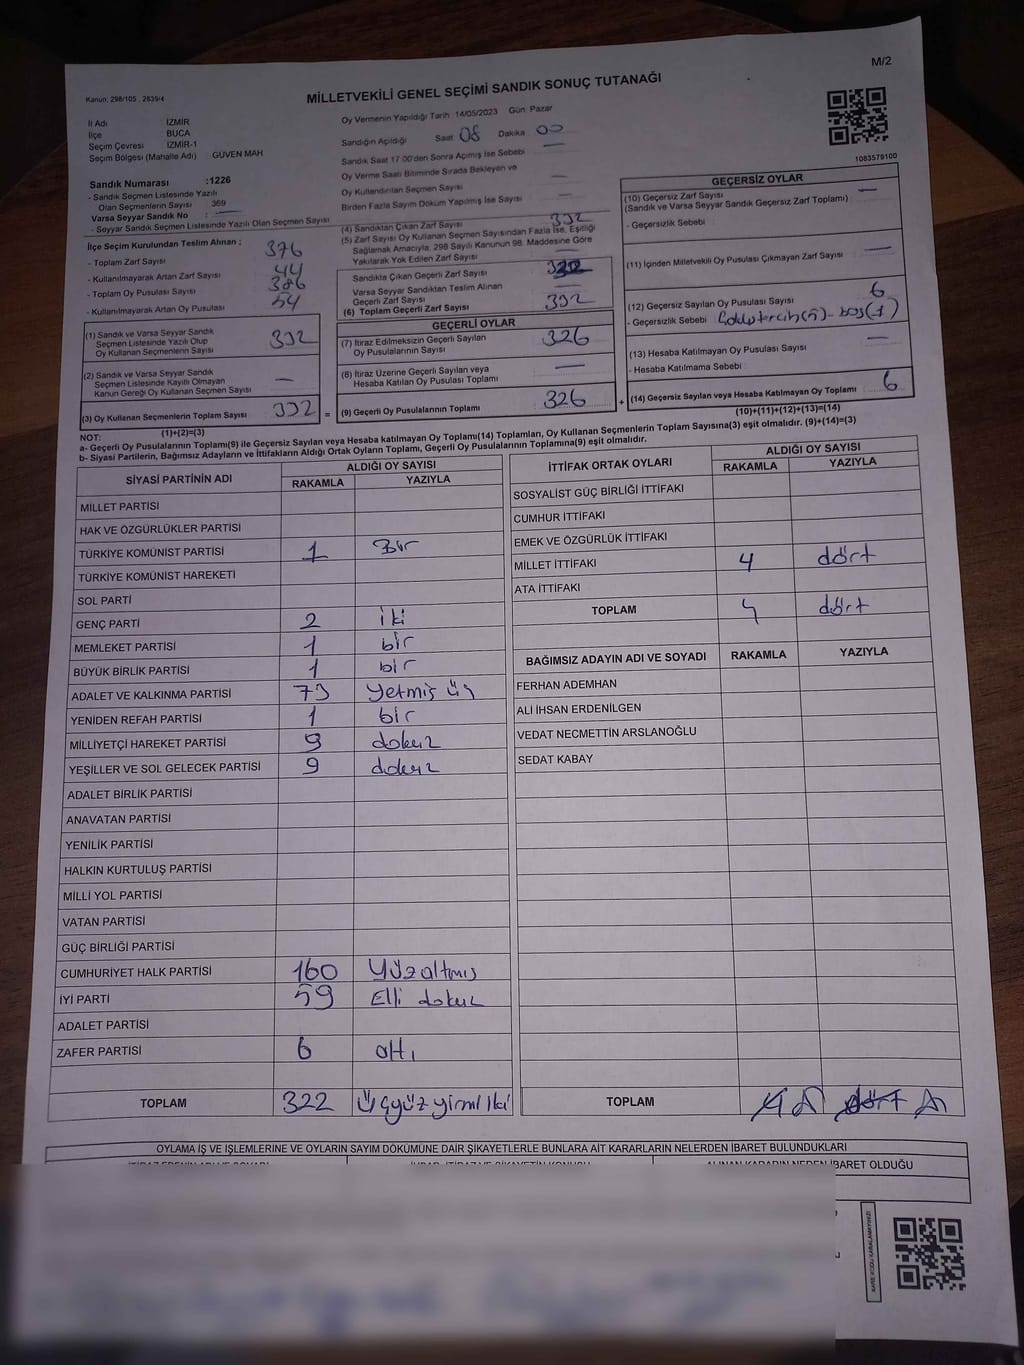 M/2
Kanun. 298/105 , 2839/4
MİLLETVEKİLİ GENEL SEÇİMİ SANDIK SONUÇ TUTANAĞI
İl Adı İZMİR
İlçe BUCA
Seçim Çevresi İZMİR-1
Seçim Bölgesi (Mahalle Adı) GÜVEN MAH
Oy Vermenin Yapıldığı Tarih 14/05/2023 Gün: Pazar
Sandığın Açıldığı Saat 08 Dakika 00
Sandık Saat 17:00'den Sonra Açılmış İse Sebebi —
Oy Verme Saati Bitiminde Sırada Bekleyen ve
Oy Kullandırılan Seçmen Sayısı —
Birden Fazla Sayım Döküm Yapılmış İse Sayısı —
1083579100
Sandık Numarası :1226
- Sandık Seçmen Listesinde Yazılı
Olan Seçmenlerin Sayısı 369
Varsa Seyyar Sandık No : —
- Seyyar Sandık Seçmen Listesinde Yazılı Olan Seçmen Sayısı
İlçe Seçim Kurulundan Teslim Alınan ;
- Toplam Zarf Sayısı 376
- Kullanılmayarak Artan Zarf Sayısı 44
- Toplam Oy Pusulası Sayısı 386
- Kullanılmayarak Artan Oy Pusulası 54
(1) Sandık ve Varsa Seyyar Sandık
Seçmen Listesinde Yazılı Olup
Oy Kullanan Seçmenlerin Sayısı 332
(2) Sandık ve Varsa Seyyar Sandık
Seçmen Listesinde Kayıtlı Olmayan
Kanun Gereği Oy Kullanan Seçmen Sayısı —
(3) Oy Kullanan Seçmenlerin Toplam Sayısı 332 =
(1)+(2)=(3)
(4) Sandıktan Çıkan Zarf Sayısı 332
(5) Zarf Sayısı Oy Kullanan Seçmen Sayısından Fazla İse, Eşitliği
Sağlamak Amacıyla, 298 Sayılı Kanunun 98. Maddesine Göre
Yakılarak Yok Edilen Zarf Sayısı —
Sandıkta Çıkan Geçerli Zarf Sayısı 332
Varsa Seyyar Sandıktan Teslim Alınan
Geçerli Zarf Sayısı —
(6) Toplam Geçerli Zarf Sayısı 332
GEÇERLİ OYLAR
(7) İtiraz Edilmeksizin Geçerli Sayılan
Oy Pusulalarının Sayısı 326
(8) İtiraz Üzerine Geçerli Sayılan veya
Hesaba Katılan Oy Pusulası Toplamı —
(9) Geçerli Oy Pusulalarının Toplamı 326 +
GEÇERSİZ OYLAR
(10) Geçersiz Zarf Sayısı —
(Sandık ve Varsa Seyyar Sandık Geçersiz Zarf Toplamı)
- Geçersizlik Sebebi
(11) İçinden Milletvekili Oy Pusulası Çıkmayan Zarf Sayısı —
(12) Geçersiz Sayılan Oy Pusulası Sayısı 6
- Geçersizlik Sebebi (5)- boş(1)
(13) Hesaba Katılmayan Oy Pusulası Sayısı —
- Hesaba Katılmama Sebebi
(14) Geçersiz Sayılan veya Hesaba Katılmayan Oy Toplamı 6
(10)+(11)+(12)+(13)=(14)
NOT:
a- Geçerli Oy Pusulalarının Toplamı(9) ile Geçersiz Sayılan veya Hesaba katılmayan Oy Toplamı(14) Toplamları, Oy Kullanan Seçmenlerin Toplam Sayısına(3) eşit olmalıdır. (9)+(14)=(3)
b- Siyasi Partilerin, Bağımsız Adayların ve İttifakların Aldığı Ortak Oyların Toplamı, Geçerli Oy Pusulalarının Toplamına(9) eşit olmalıdır.
SİYASİ PARTİNİN ADI ALDIĞI OY SAYISI
RAKAMLA YAZIYLA
MİLLET PARTİSİ
HAK VE ÖZGÜRLÜKLER PARTİSİ
TÜRKİYE KOMÜNİST PARTİSİ 1 Bir
TÜRKİYE KOMÜNİST HAREKETİ
SOL PARTİ
GENÇ PARTİ 2 iki
MEMLEKET PARTİSİ 1 bir
BÜYÜK BİRLİK PARTİSİ 1 bir
ADALET VE KALKINMA PARTİSİ 73 Yetmiş üç
YENİDEN REFAH PARTİSİ 1 bir
MİLLİYETÇİ HAREKET PARTİSİ 9 dokuz
YEŞİLLER VE SOL GELECEK PARTİSİ 9 dokuz
ADALET BİRLİK PARTİSİ
ANAVATAN PARTİSİ
YENİLİK PARTİSİ
HALKIN KURTULUŞ PARTİSİ
MİLLİ YOL PARTİSİ
VATAN PARTİSİ
GÜÇ BİRLİĞİ PARTİSİ
CUMHURİYET HALK PARTİSİ 160 Yüzaltmış
İYİ PARTİ 59 Elli dokuz
ADALET PARTİSİ
ZAFER PARTİSİ 6 altı
TOPLAM 322 Üçyüz yirmi iki
İTTİFAK ORTAK OYLARI ALDIĞI OY SAYISI
RAKAMLA YAZIYLA
SOSYALİST GÜÇ BİRLİĞİ İTTİFAKI
CUMHUR İTTİFAKI
EMEK VE ÖZGÜRLÜK İTTİFAKI
MİLLET İTTİFAKI 4 dört
ATA İTTİFAKI
TOPLAM 4 dört
BAĞIMSIZ ADAYIN ADI VE SOYADI RAKAMLA YAZIYLA
FERHAN ADEMHAN
ALİ İHSAN ERDENİLGEN
VEDAT NECMETTİN ARSLANOĞLU
SEDAT KABAY
TOPLAM 4 dört
OYLAMA İŞ VE İŞLEMLERİNE VE OYLARIN SAYIM DÖKÜMÜNE DAİR ŞİKAYETLERLE BUNLARA AİT KARARLARIN NELERDEN İBARET BULUNDUKLARI
ALINAN KARARIN NEDEN İBARET OLDUĞU